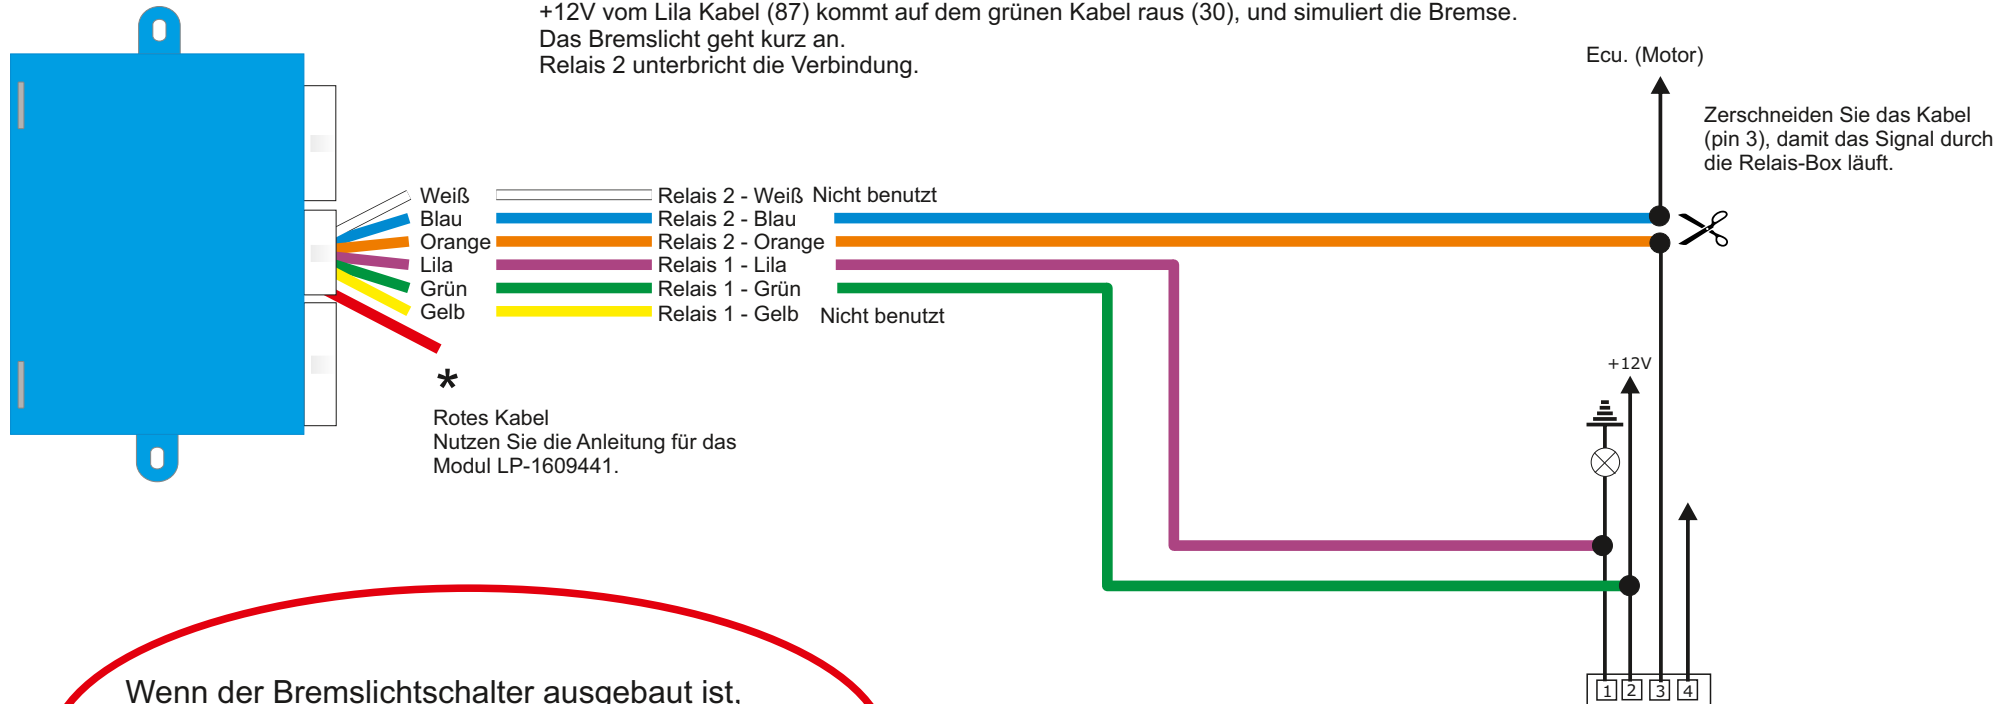 +12V vom Lila Kabel (87) kommt auf dem grünen Kabel raus (30), und simuliert die Bremse.
Das Bremslicht geht kurz an.
Relais 2 unterbricht die Verbindung.
Ecu. (Motor)
Zerschneiden Sie das Kabel
(pin 3), damit das Signal durch
die Relais-Box läuft.
Weiß Relais 2 - Weiß Nicht benutzt
Blau Relais 2 - Blau
Orange Relais 2 - Orange
Lila Relais 1 - Lila
Grün Relais 1 - Grün
Gelb Relais 1 - Gelb Nicht benutzt
*
Rotes Kabel
Nutzen Sie die Anleitung für das
Modul LP-1609441.
+12V
Wenn der Bremslichtschalter ausgebaut ist,
1 2 3 4